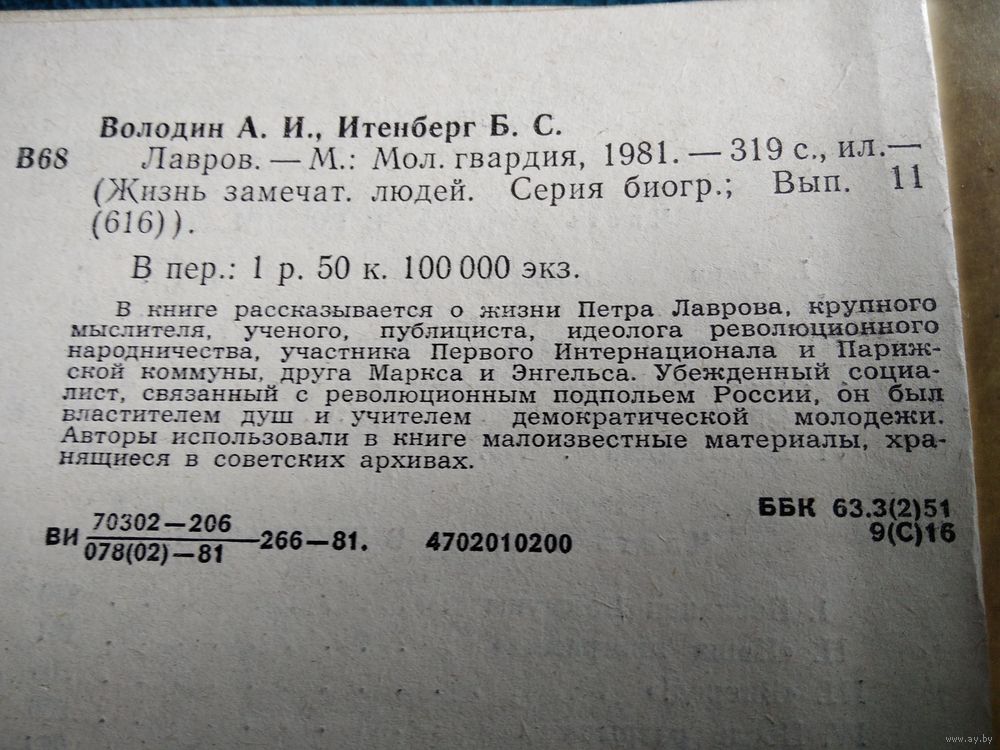 Володин А. И., Итенберг Б. С.
В68 Лавров. — М.: Мол. гвардия, 1981. — 319 с., ил.—
(Жизнь замечат. людей. Серия биогр.; Вып. 11
(616)).
В пер.: 1 р. 50 к. 100 000 экз.
В книге рассказывается о жизни Петра Лаврова, крупного
мыслителя, ученого, публициста, идеолога революционного
народничества, участника Первого Интернационала и Париж-
ской коммуны, друга Маркса и Энгельса. Убежденный социа-
лист, связанный с революционным подпольем России, он был
властителем душ и учителем демократической молодежи.
Авторы использовали в книге малоизвестные материалы, хра-
нящиеся в советских архивах.
ББК 63.3(2)51
9(С)16
ВИ 70302—206
078(02)—81 —266—81. 4702010200
www.ay.by